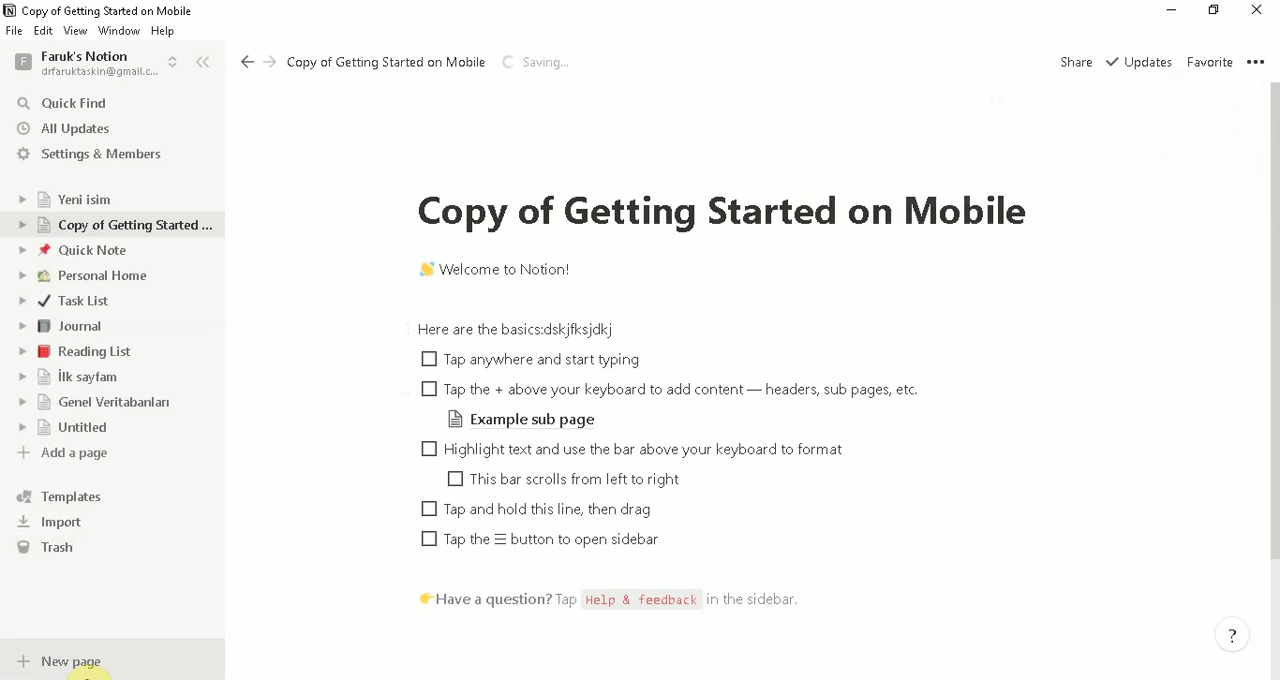 Copy of Getting Started on Mobile
File Edit View Window Help
F Faruk's Notion
drfaruktaskin@gmail.c...
Copy of Getting Started on Mobile Saving...
Share Updates Favorite •••
Quick Find
All Updates
Settings & Members
Yeni isim
Copy of Getting Started ...
Quick Note
Personal Home
Task List
Journal
Reading List
İlk sayfam
Genel Veritabanları
Untitled
+ Add a page
Templates
Import
Trash
+ New page
Copy of Getting Started on Mobile
👋 Welcome to Notion!
Here are the basics:dskjfksjdkj
Tap anywhere and start typing
Tap the + above your keyboard to add content — headers, sub pages, etc.
Example sub page
Highlight text and use the bar above your keyboard to format
This bar scrolls from left to right
Tap and hold this line, then drag
Tap the ☰ button to open sidebar
👉Have a question? Tap Help & feedback in the sidebar.
?